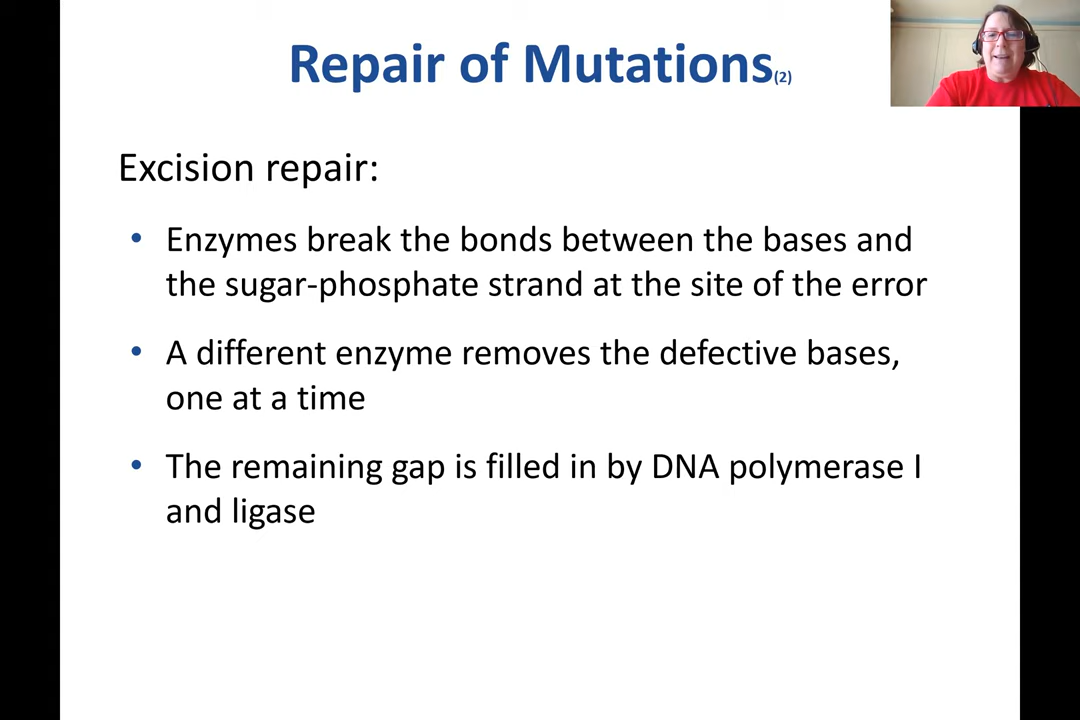 Repair of Mutations(2)
Excision repair:
• Enzymes break the bonds between the bases and
the sugar-phosphate strand at the site of the error
• A different enzyme removes the defective bases,
one at a time
• The remaining gap is filled in by DNA polymerase I
and ligase